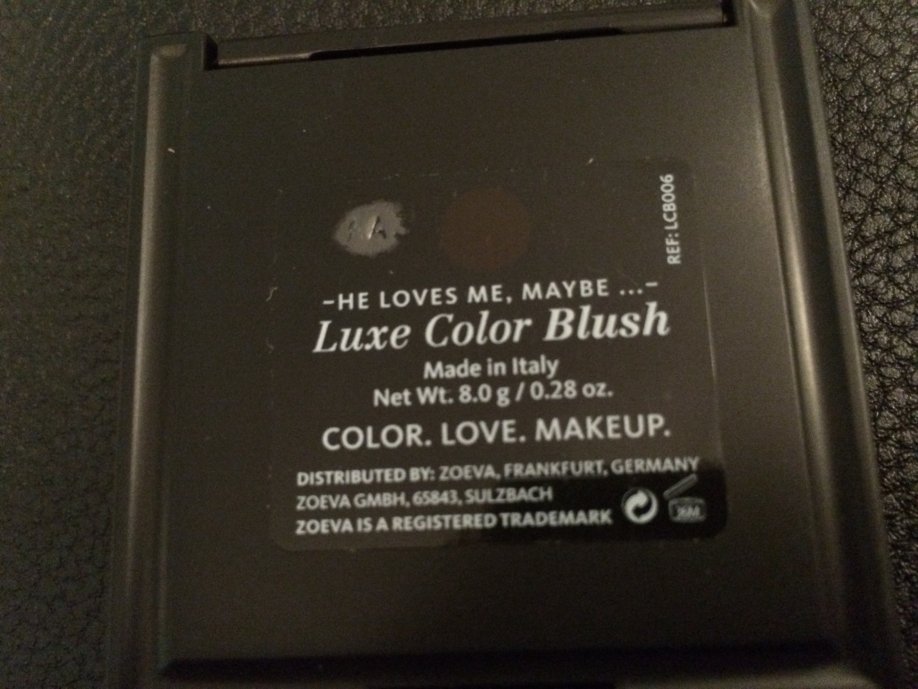 REF: LCB006
-HE LOVES ME, MAYBE ...-
Luxe Color Blush
Made in Italy
Net Wt. 8.0 g / 0.28 oz.
COLOR. LOVE. MAKEUP.
DISTRIBUTED BY: ZOEVA, FRANKFURT, GERMANY
ZOEVA GMBH, 65843, SULZBACH
ZOEVA IS A REGISTERED TRADEMARK